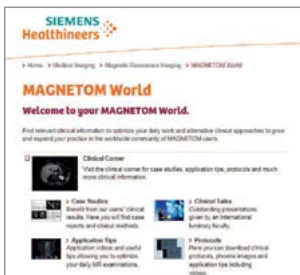 SIEMENS
Healthineers
Home Medical Imaging Magnetic Resonance Imaging MAGNETOM World
MAGNETOM World
Welcome to your MAGNETOM World.
Find relevant clinical information to optimize your daily work and alternative clinical approaches to grow
and expand your practice in the worldwide community of MAGNETOM users.
Clinical Corner
Visit the clinical corner for case studies, application tips, protocols and much
more clinical information.
Case Studies
Benefit from our users' clinical
results. Here you will find case
reports and clinical methods.
Clinical Talks
Outstanding presentations
given by an international
luminary faculty.
Application Tips
Application videos and useful
tips allowing you to optimize
your daily MRI examinations.
Protocols
Here you can download clinical
protocols, phoenix images and
application tips including
videos.